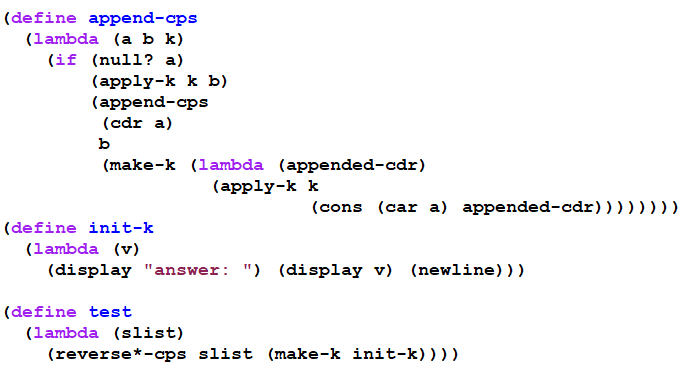 (define append-cps
(lambda (a b k)
(if (null? a)
(apply-k k b)
(append-cps
(cdr a)
b
(make-k (lambda (appended-cdr)
(apply-k k
(cons (car a) appended-cdr))))))))
(define init-k
(lambda (v)
(display "answer: ") (display v) (newline)))
(define test
(lambda (slist)
(reverse*-cps slist (make-k init-k))))